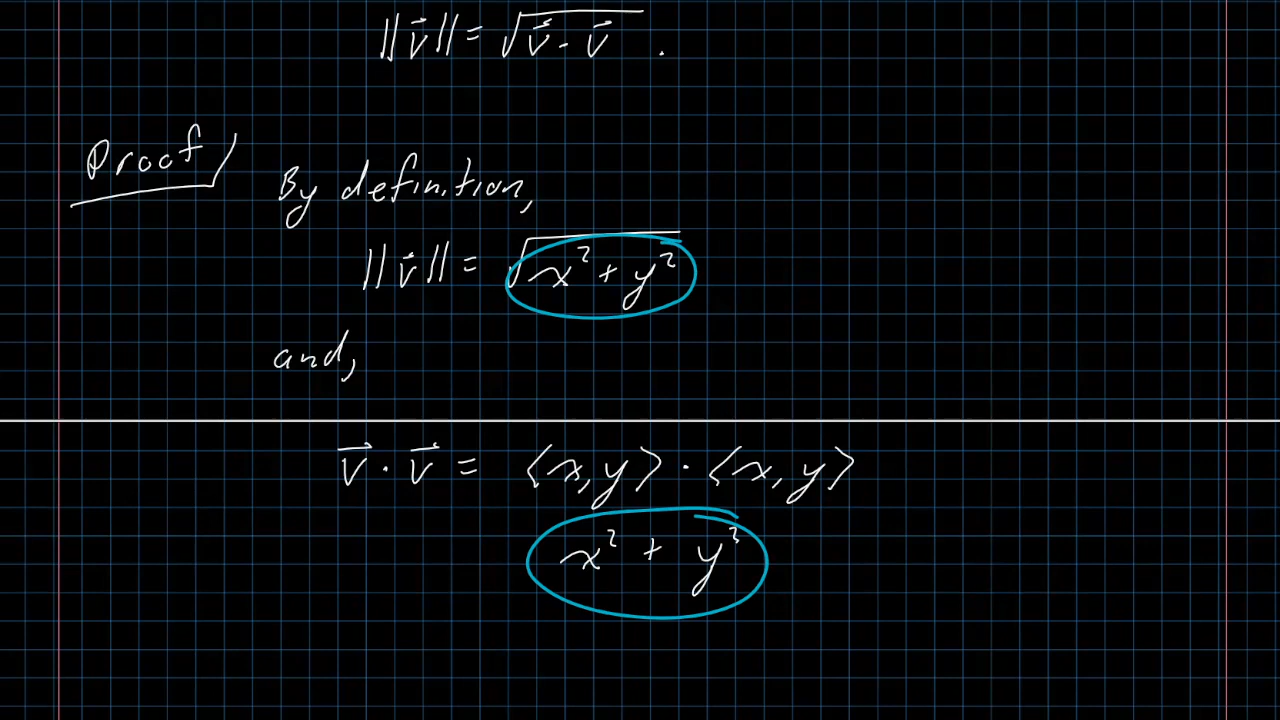 ||v⃗|| = √(v⃗ · v⃗) .
Proof
By definition,
||v⃗|| = √(x² + y²)
and,
v⃗ · v⃗ = ⟨x, y⟩ · ⟨x, y⟩
x² + y²